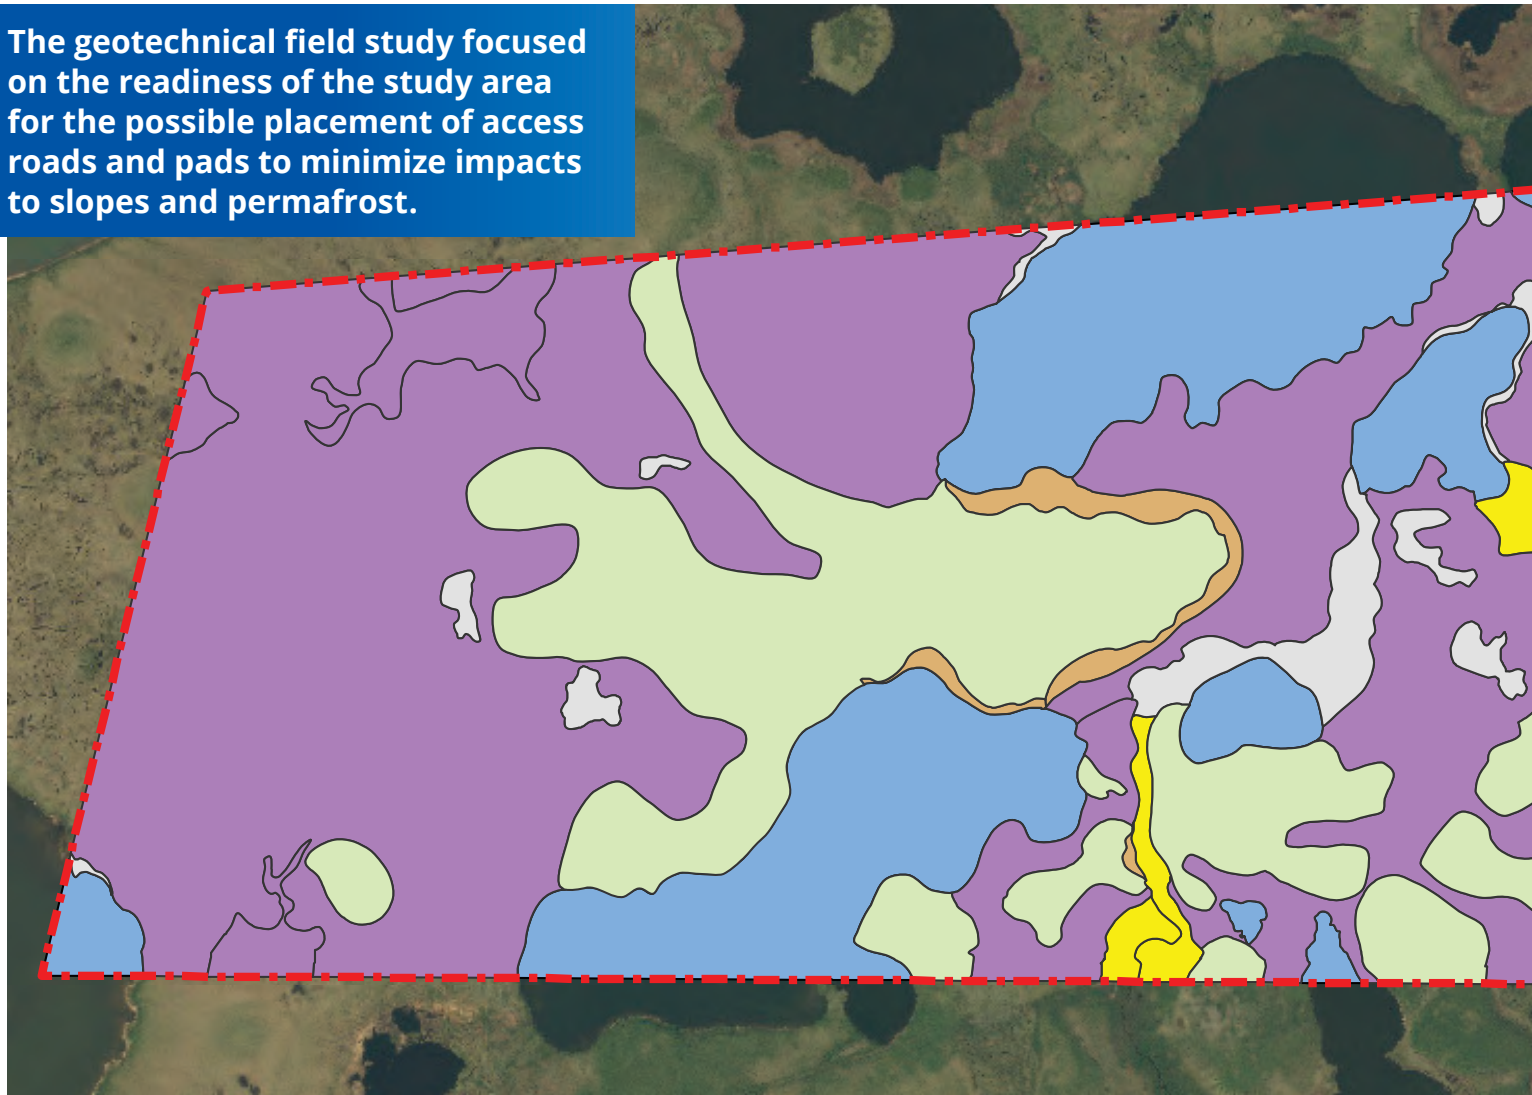 The geotechnical field study focused
on the readiness of the study area
for the possible placement of access
roads and pads to minimize impacts
to slopes and permafrost.